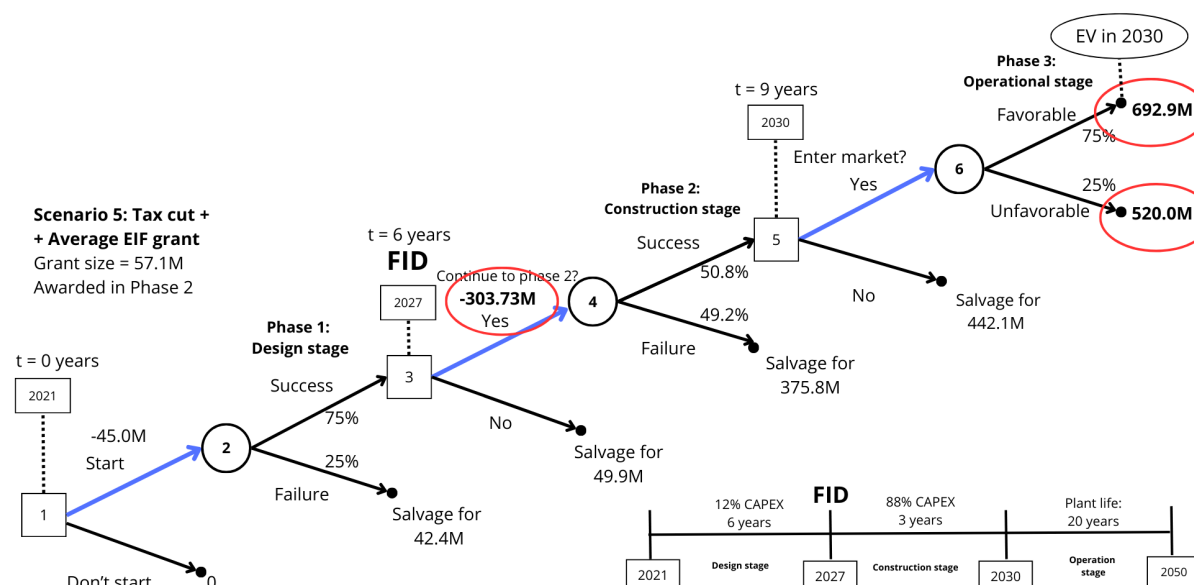 EV in 2030
Phase 3:
Operational stage
Favorable
692.9M
75%
t = 9 years
2030
Enter market?
Yes
6
25%
Unfavorable
520.0M
Phase 2:
Construction stage
Success
50.8%
5
No
Salvage for
442.1M
Scenario 5: Tax cut +
+ Average EIF grant
Grant size = 57.1M
Awarded in Phase 2
t = 6 years
FID
Continue to phase 2?
2027
-303.73M
Yes
4
49.2%
Failure
Salvage for
375.8M
Phase 1:
Design stage
Success
75%
3
No
Salvage for
49.9M
t = 0 years
2021
-45.0M
Start
2
25%
Failure
Salvage for
42.4M
1
Don't start
0
FID
12% CAPEX
6 years
88% CAPEX
3 years
Plant life:
20 years
Design stage
Construction stage
Operation
stage
2021
2027
2030
2050